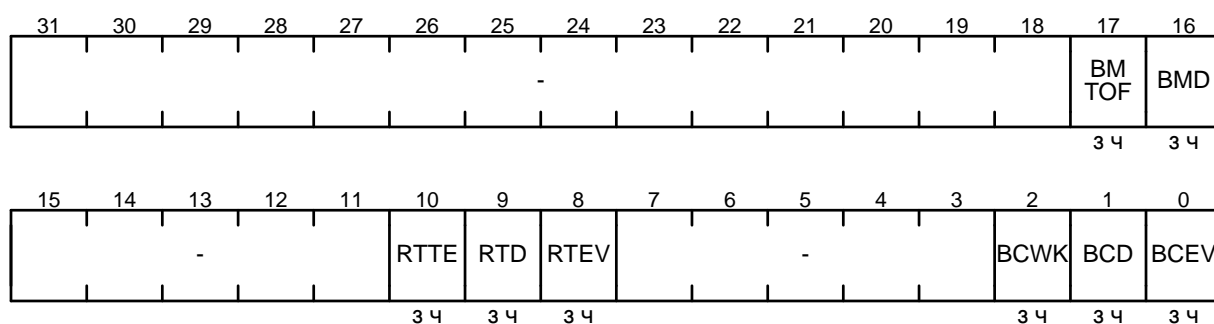 31 30 29 28 27 26 25 24 23 22 21 20 19 18 17 16
- BM TOF BMD
з ч з ч
15 14 13 12 11 10 9 8 7 6 5 4 3 2 1 0
- RTTE RTD RTEV - BCWK BCD BCEV
з ч з ч з ч з ч з ч з ч